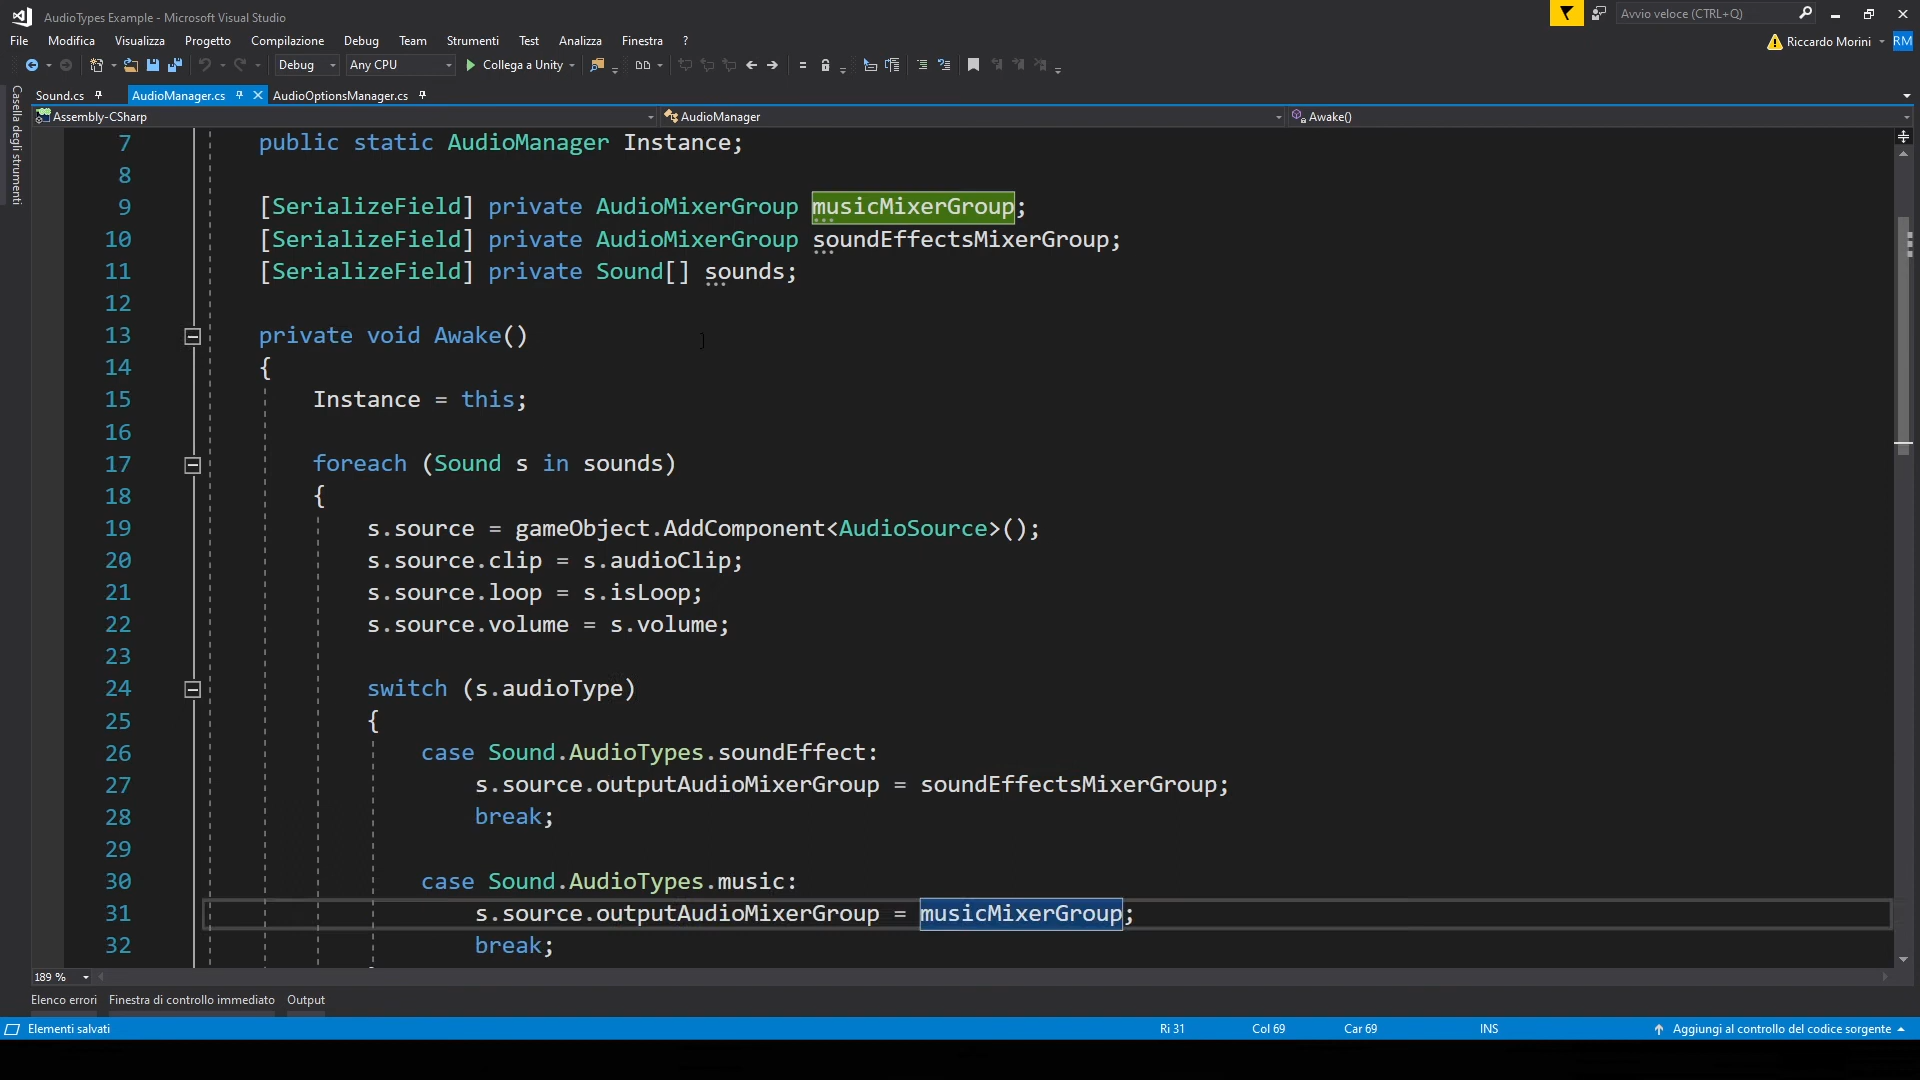 AudioTypes Example - Microsoft Visual Studio
Avvio veloce (CTRL+Q)
File Modifica Visualizza Progetto Compilazione Debug Team Strumenti Test Analizza Finestra ?
Riccardo Morini RM
Debug Any CPU Collega a Unity
Sound.cs AudioManager.cs AudioOptionsManager.cs
Casella degli strumenti
Assembly-CSharp AudioManager Awake()
7 public static AudioManager Instance;
8
9 [SerializeField] private AudioMixerGroup musicMixerGroup;
10 [SerializeField] private AudioMixerGroup soundEffectsMixerGroup;
11 [SerializeField] private Sound[] sounds;
12
13 private void Awake()
14 {
15 Instance = this;
16
17 foreach (Sound s in sounds)
18 {
19 s.source = gameObject.AddComponent<AudioSource>();
20 s.source.clip = s.audioClip;
21 s.source.loop = s.isLoop;
22 s.source.volume = s.volume;
23
24 switch (s.audioType)
25 {
26 case Sound.AudioTypes.soundEffect:
27 s.source.outputAudioMixerGroup = soundEffectsMixerGroup;
28 break;
29
30 case Sound.AudioTypes.music:
31 s.source.outputAudioMixerGroup = musicMixerGroup;
32 break;
189 %
Elenco errori Finestra di controllo immediato Output
Elementi salvati Ri 31 Col 69 Car 69 INS Aggiungi al controllo del codice sorgente